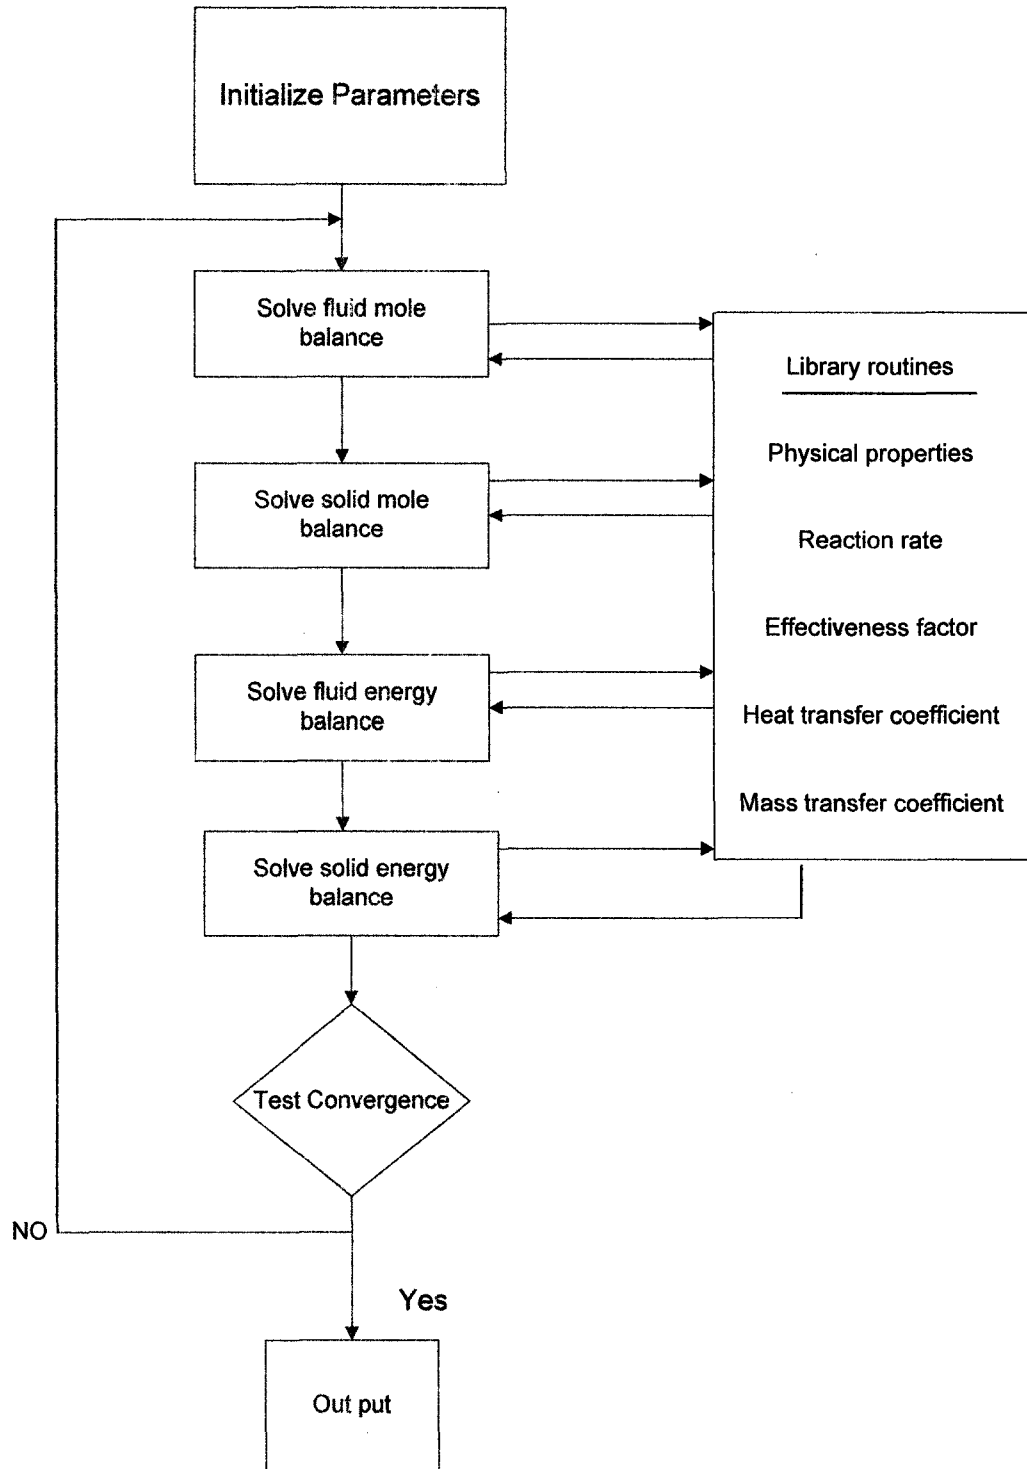 Initialize Parameters
Solve fluid mole
balance
Library routines
Physical properties
Solve solid mole
balance
Reaction rate
Effectiveness factor
Solve fluid energy
balance
Heat transfer coefficient
Mass transfer coefficient
Solve solid energy
balance
Test Convergence
NO
Yes
Out put